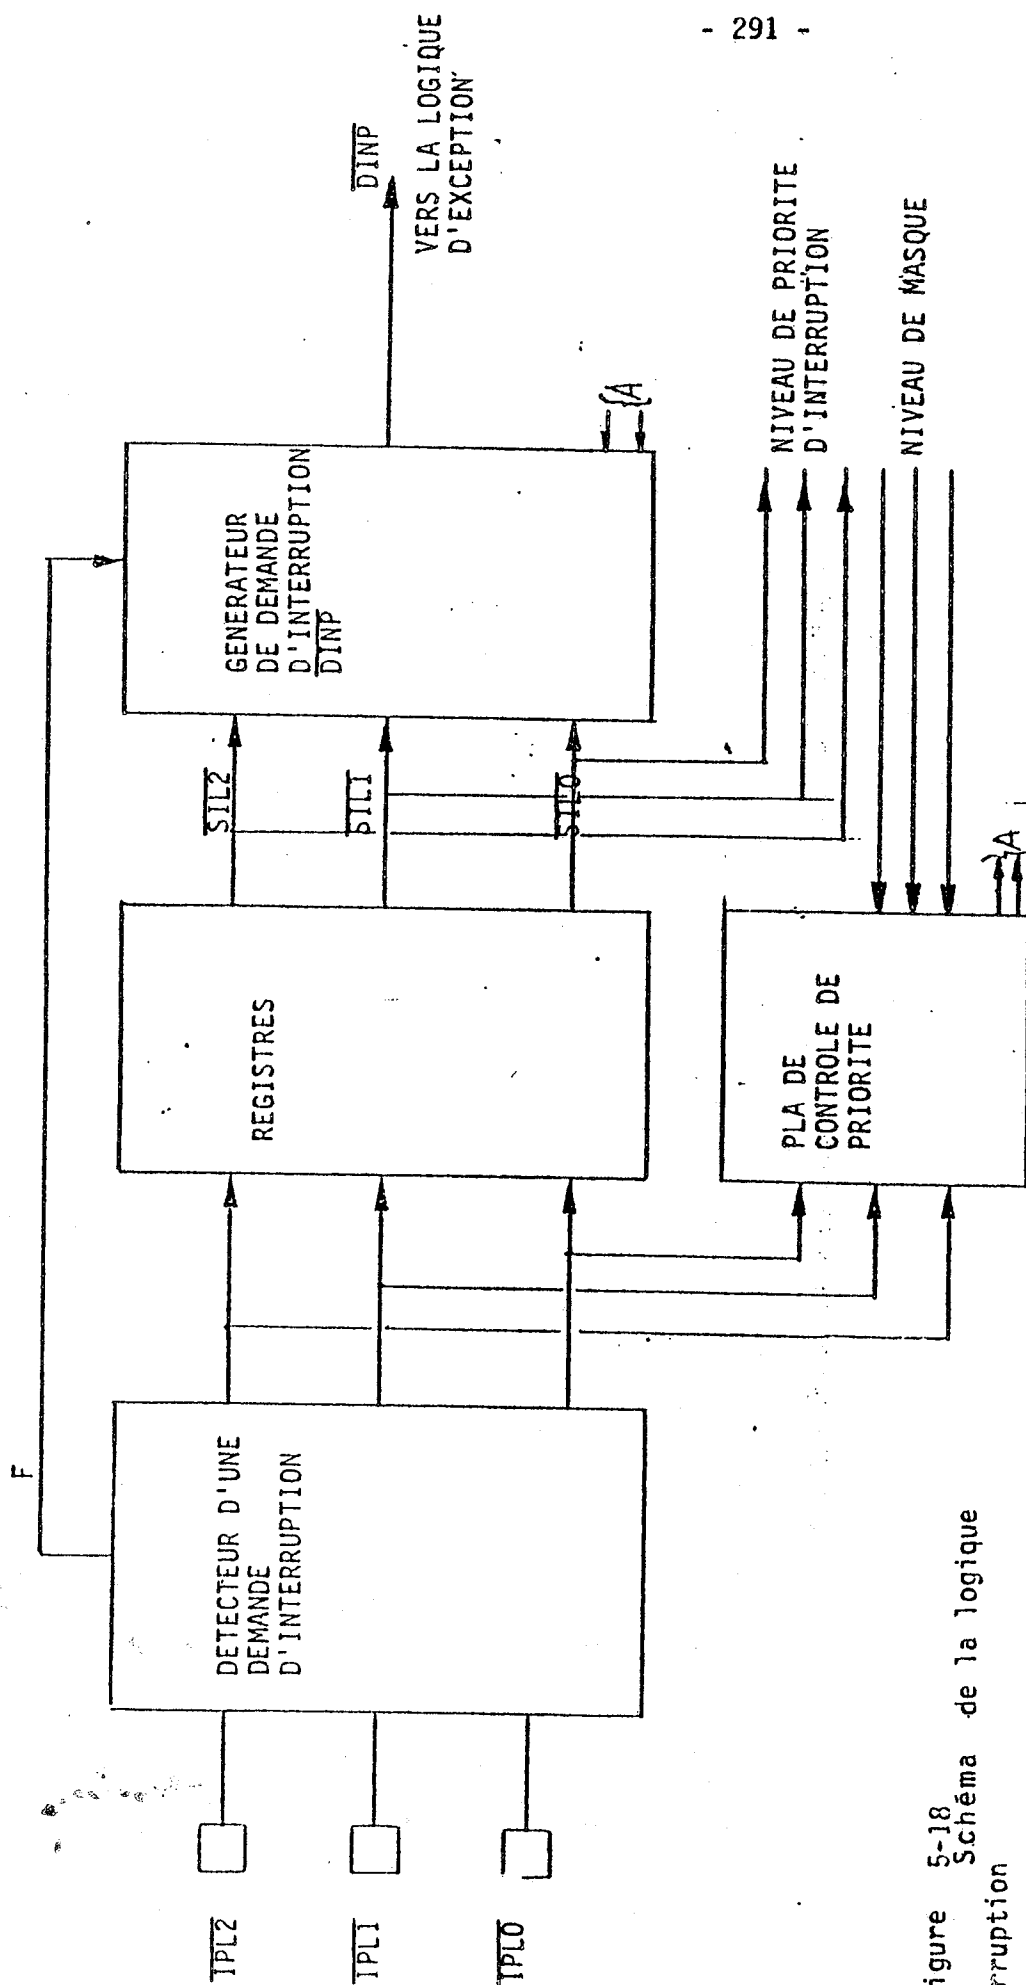 - 291 -
F
IPL2
IPL1
IPL0
DETECTEUR D'UNE
DEMANDE
D'INTERRUPTION
REGISTRES
SIL2
SIL1
SIL0
GENERATEUR
DE DEMANDE
D'INTERRUPTION
DINP
DINP
VERS LA LOGIQUE
D'EXCEPTION
}A
PLA DE
CONTROLE DE
PRIORITE
}A
NIVEAU DE PRIORITE
D'INTERRUPTION
NIVEAU DE MASQUE
igure 5-18
Schéma de la logique
rruption